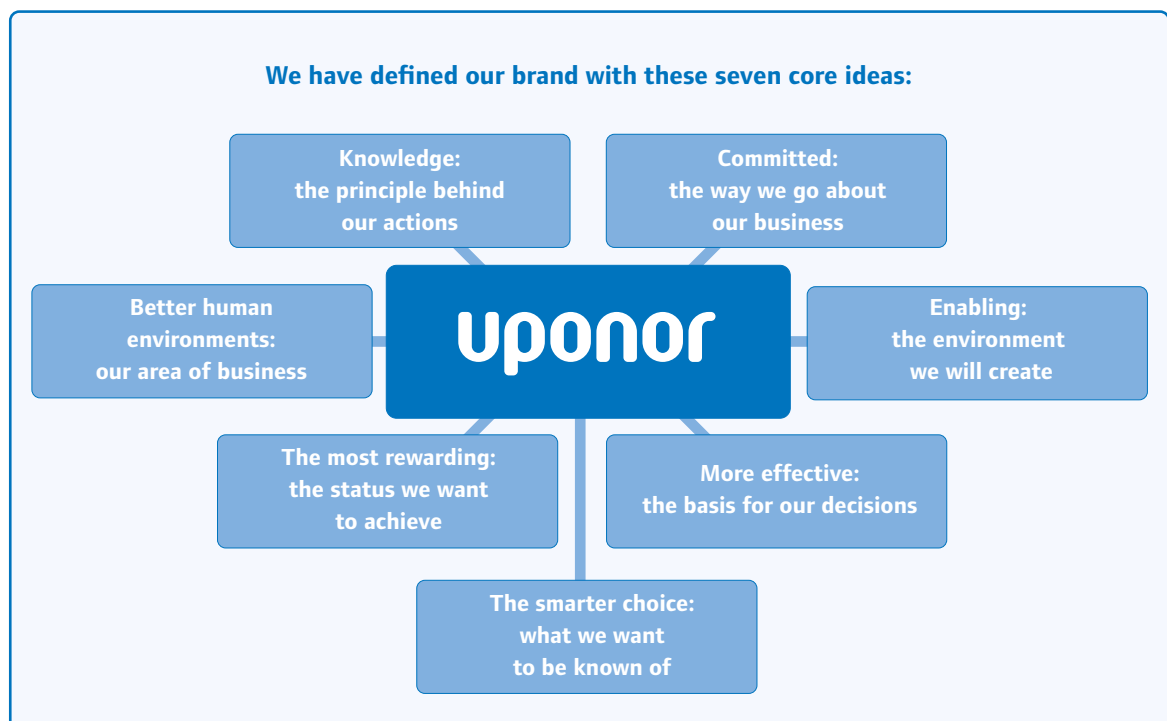 We have defined our brand with these seven core ideas:
Knowledge:
the principle behind
our actions
Committed:
the way we go about
our business
Better human
environments:
our area of business
uponor
Enabling:
the environment
we will create
The most rewarding:
the status we want
to achieve
More effective:
the basis for our decisions
The smarter choice:
what we want
to be known of